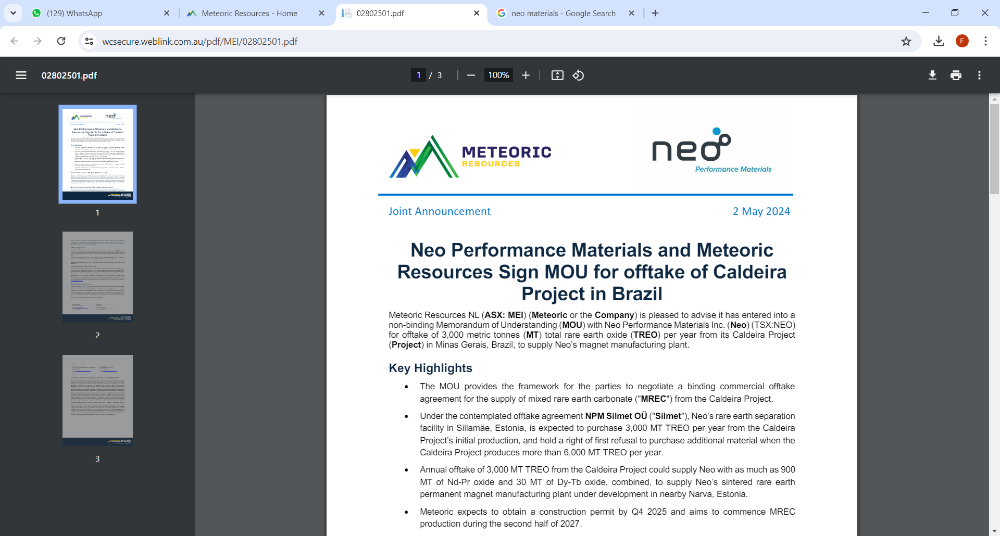 (129) WhatsApp
Meteoric Resources - Home
02802501.pdf
neo materials - Google Search
wcsecure.weblink.com.au/pdf/MEI/02802501.pdf
F
02802501.pdf
1 / 3
100%
1
2
3
METEORIC
RESOURCES
neo
Performance Materials
Joint Announcement 2 May 2024
Neo Performance Materials and Meteoric
Resources Sign MOU for offtake of Caldeira
Project in Brazil
Meteoric Resources NL (ASX: MEI) (Meteoric or the Company) is pleased to advise it has entered into a
non-binding Memorandum of Understanding (MOU) with Neo Performance Materials Inc. (Neo) (TSX:NEO)
for offtake of 3,000 metric tonnes (MT) total rare earth oxide (TREO) per year from its Caldeira Project
(Project) in Minas Gerais, Brazil, to supply Neo’s magnet manufacturing plant.
Key Highlights
• The MOU provides the framework for the parties to negotiate a binding commercial offtake
agreement for the supply of mixed rare earth carbonate ("MREC") from the Caldeira Project.
• Under the contemplated offtake agreement NPM Silmet OÜ ("Silmet"), Neo’s rare earth separation
facility in Sillamäe, Estonia, is expected to purchase 3,000 MT TREO per year from the Caldeira
Project’s initial production, and hold a right of first refusal to purchase additional material when the
Caldeira Project produces more than 6,000 MT TREO per year.
• Annual offtake of 3,000 MT TREO from the Caldeira Project could supply Neo with as much as 900
MT of Nd-Pr oxide and 30 MT of Dy-Tb oxide, combined, to supply Neo’s sintered rare earth
permanent magnet manufacturing plant under development in nearby Narva, Estonia.
• Meteoric expects to obtain a construction permit by Q4 2025 and aims to commence MREC
production during the second half of 2027.